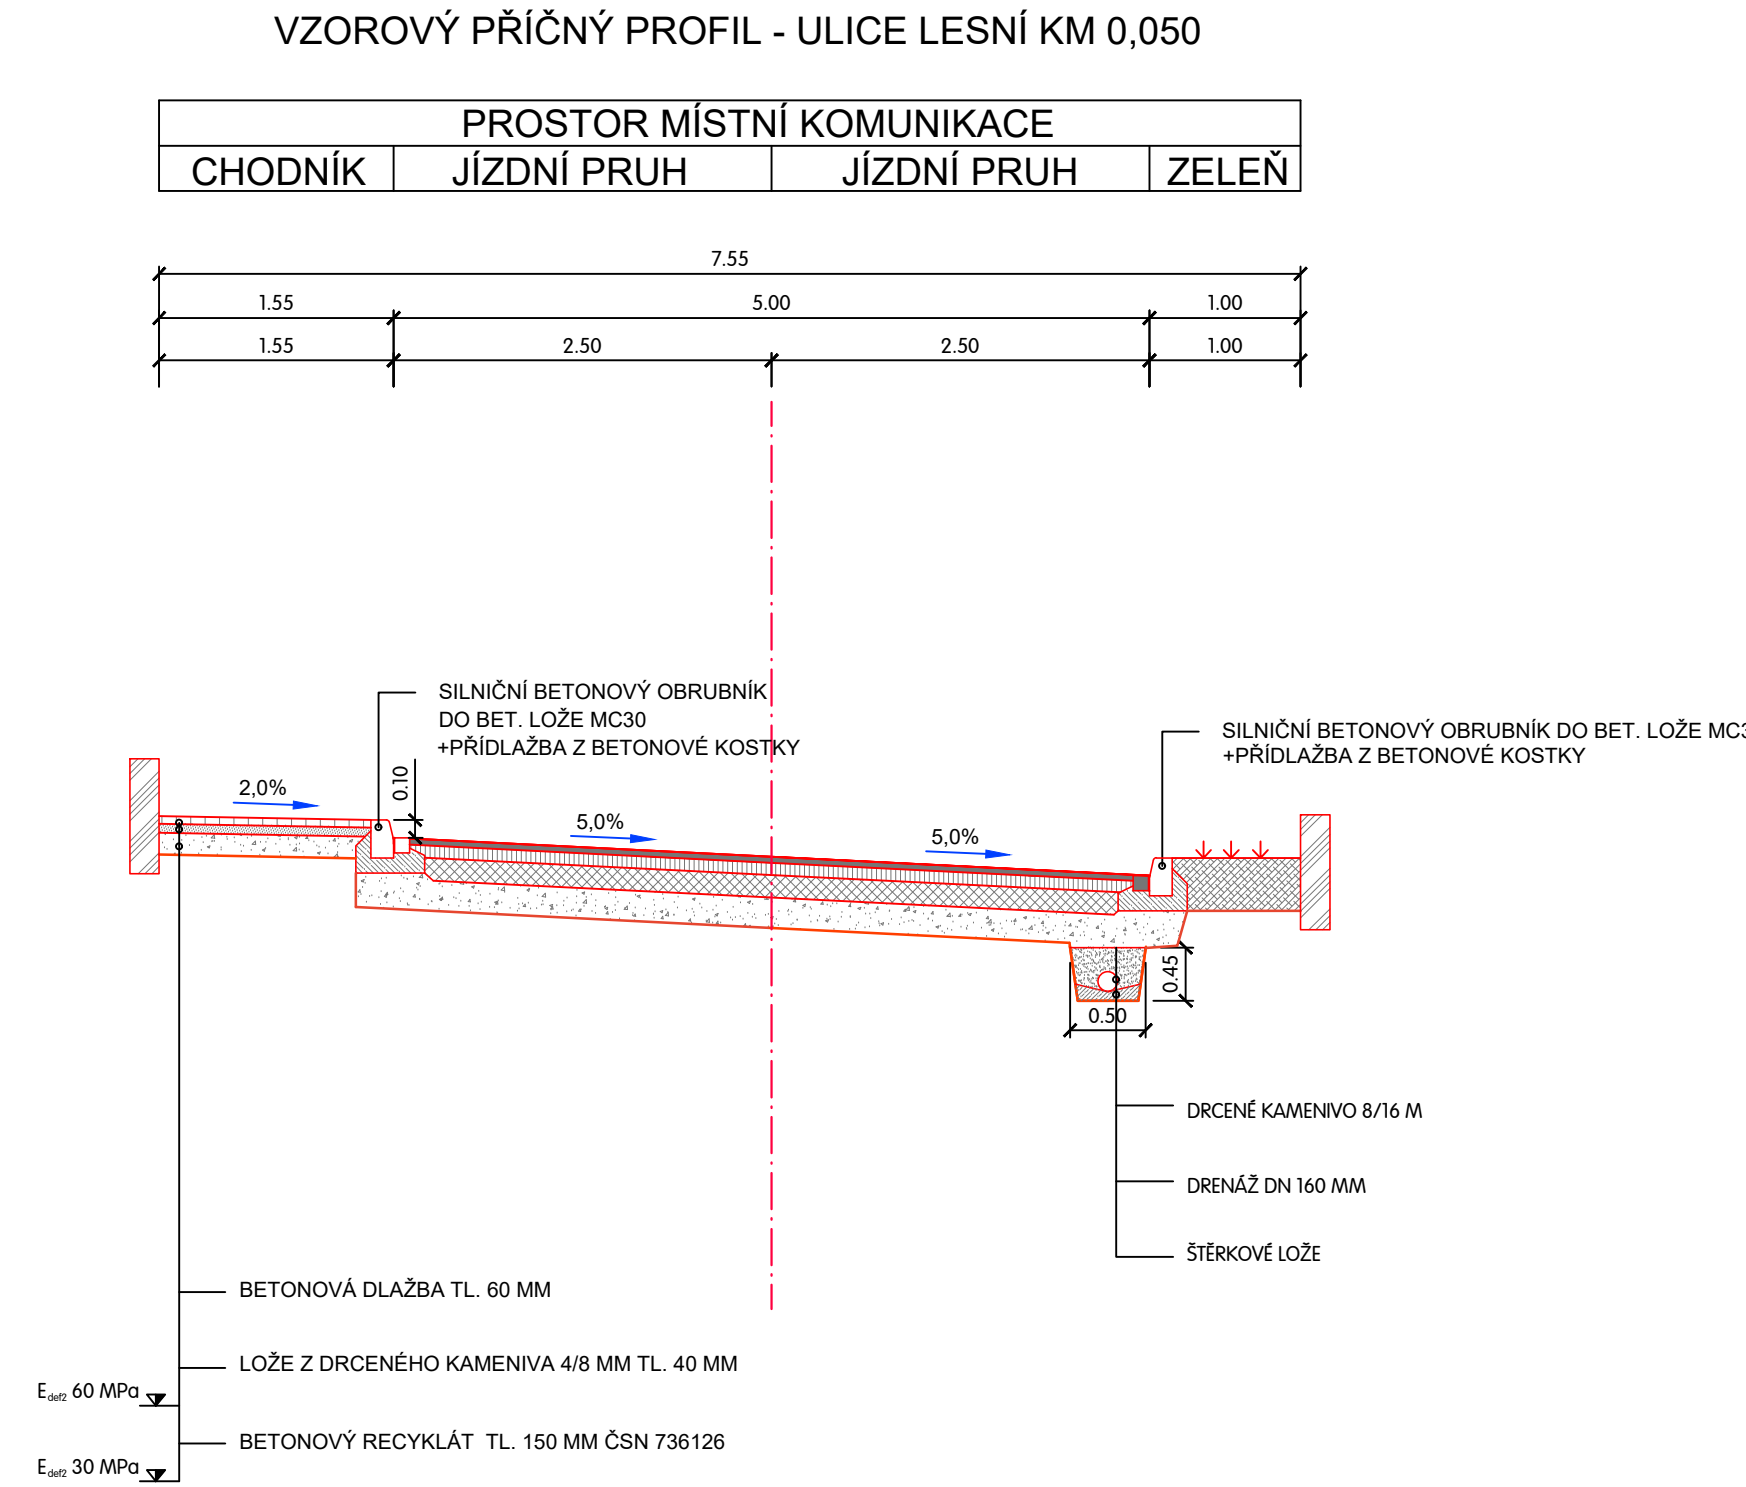 VZOROVÝ PŘÍČNÝ PROFIL - ULICE LESNÍ KM 0,050
PROSTOR MÍSTNÍ KOMUNIKACE
CHODNÍK JÍZDNÍ PRUH JÍZDNÍ PRUH ZELEŇ
7.55
1.55 5.00 1.00
1.55 2.50 2.50 1.00
SILNIČNÍ BETONOVÝ OBRUBNÍK
DO BET. LOŽE MC30
+PŘÍDLAŽBA Z BETONOVÉ KOSTKY
SILNIČNÍ BETONOVÝ OBRUBNÍK DO BET. LOŽE MC3
+PŘÍDLAŽBA Z BETONOVÉ KOSTKY
0.10
2,0%
5,0%
5,0%
0.45
0.50
DRCENÉ KAMENIVO 8/16 M
DRENÁŽ DN 160 MM
ŠTĚRKOVÉ LOŽE
BETONOVÁ DLAŽBA TL. 60 MM
LOŽE Z DRCENÉHO KAMENIVA 4/8 MM TL. 40 MM
Edef2 60 MPa
BETONOVÝ RECYKLÁT TL. 150 MM ČSN 736126
Edef2 30 MPa